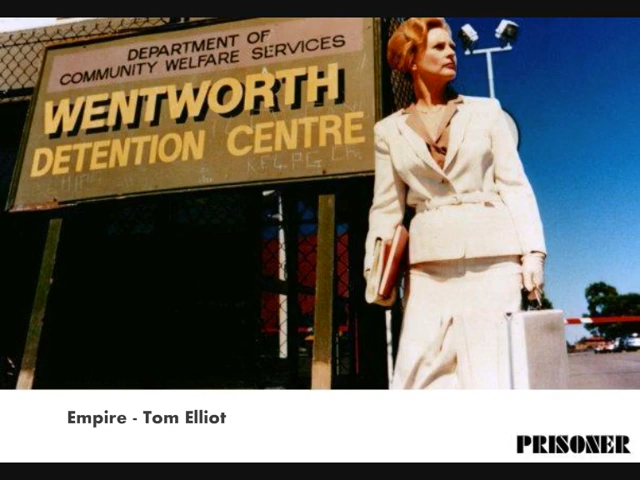 DEPARTMENT OF
COMMUNITY WELFARE SERVICES
WENTWORTH
DETENTION CENTRE
Empire - Tom Elliot
PRISONER